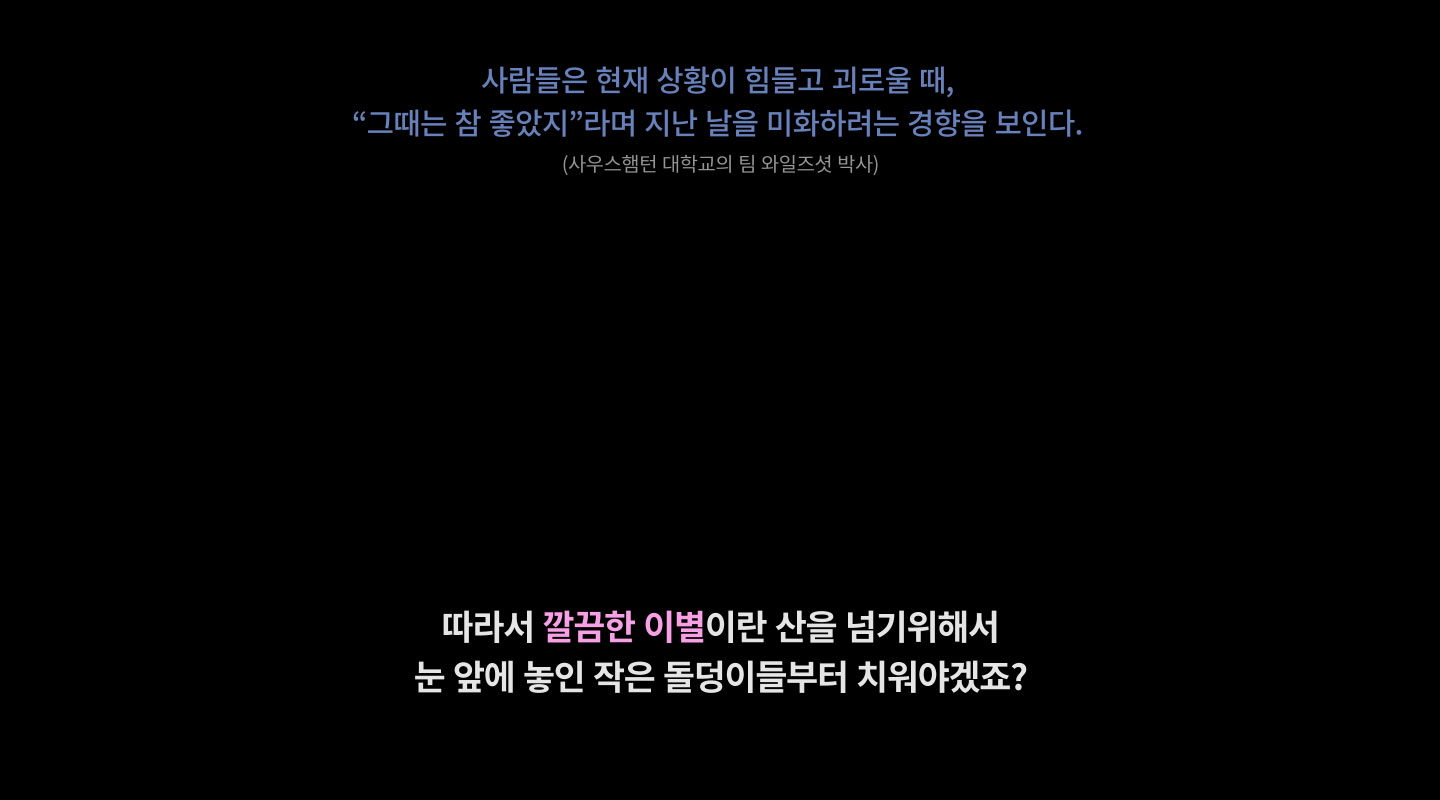 사람들은 현재 상황이 힘들고 괴로울 때,
“그때는 참 좋았지”라며 지난 날을 미화하려는 경향을 보인다.
(사우스햄턴 대학교의 팀 와일즈셧 박사)
따라서 깔끔한 이별이란 산을 넘기위해서
눈 앞에 놓인 작은 돌덩이들부터 치워야겠죠?